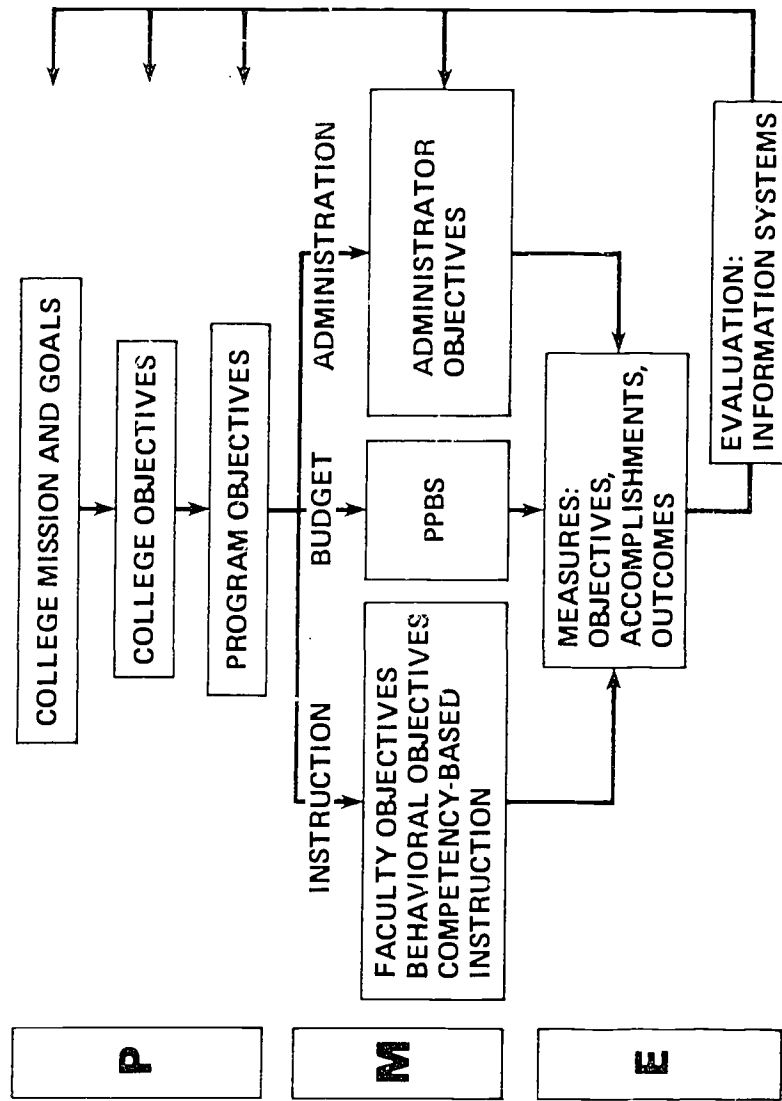 P
COLLEGE MISSION AND GOALS
COLLEGE OBJECTIVES
PROGRAM OBJECTIVES
M
INSTRUCTION
BUDGET
ADMINISTRATION
FACULTY OBJECTIVES
BEHAVIORAL OBJECTIVES
COMPETENCY-BASED
INSTRUCTION
PPBS
ADMINISTRATOR
OBJECTIVES
E
MEASURES:
OBJECTIVES,
ACCOMPLISHMENTS,
OUTCOMES
EVALUATION:
INFORMATION SYSTEMS